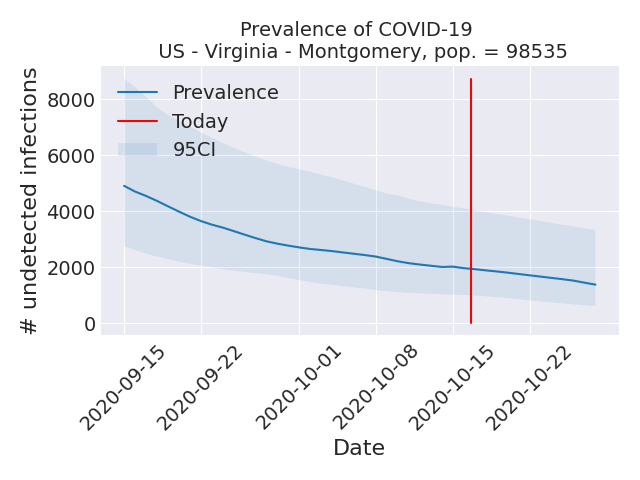 Prevalence of COVID-19
US - Virginia - Montgomery, pop. = 98535
# undetected infections
8000
6000
4000
2000
0
Prevalence
Today
95CI
2020-09-15
2020-09-22
2020-10-01
2020-10-08
2020-10-15
2020-10-22
Date